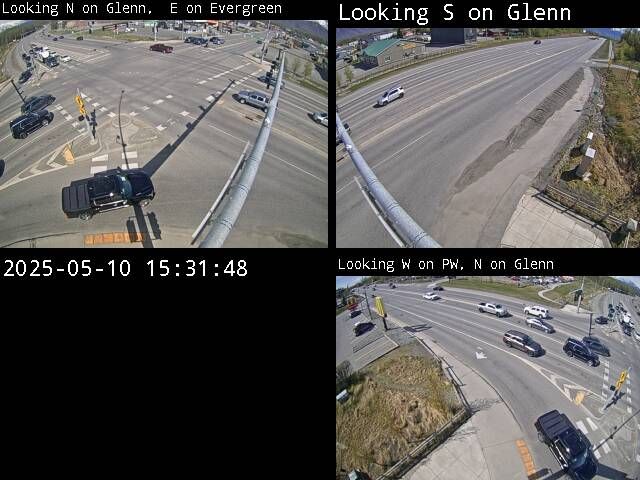 Looking N on Glenn, E on Evergreen
Looking S on Glenn
2025-05-10 15:31:48
Looking W on PW, N on Glenn